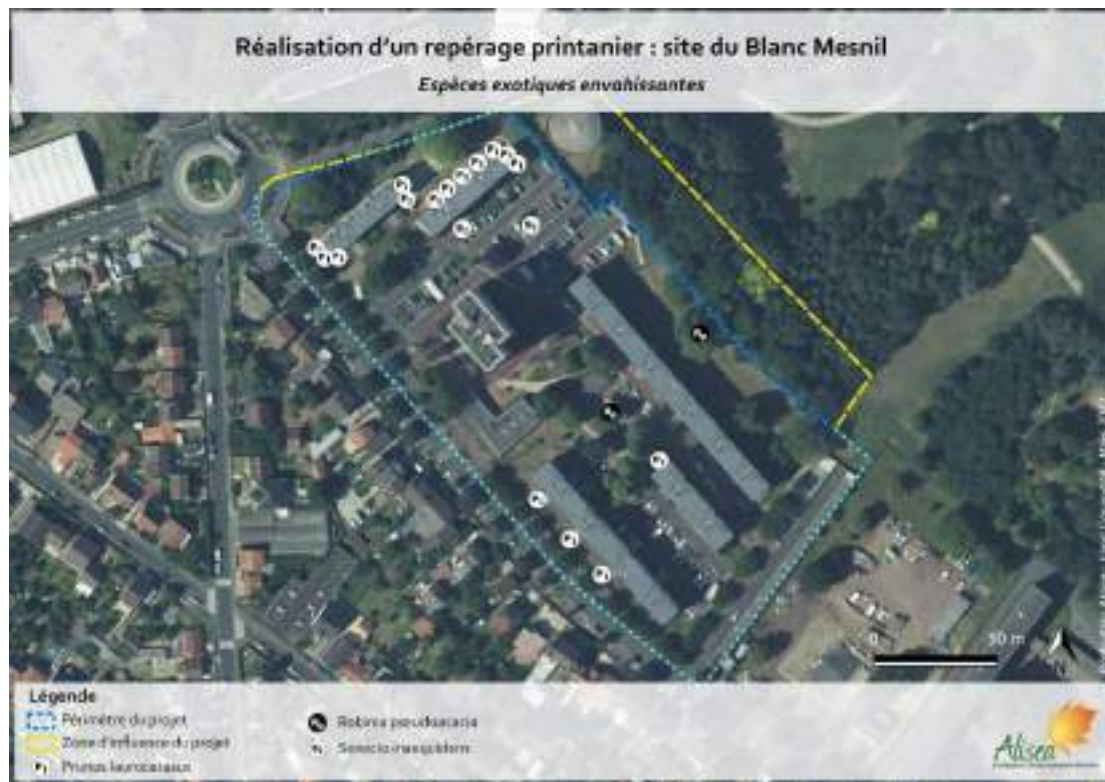 Réalisation d'un repérage printanier : site du Blanc Mesnil
Espèces exotiques envahissantes
0 50 m
N
Légende
Périmètre du projet
Zone d'influence du projet
Prunus laurocerasus
Robinia pseudoacacia
Senecio inaequidens
Alisea